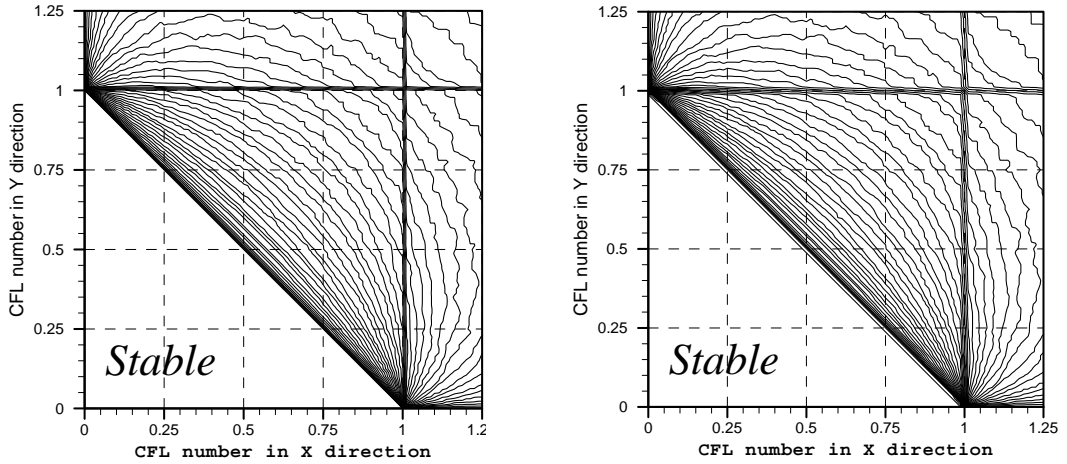 1.25
1
0.75
0.5
0.25
0
CFL number in Y direction
Stable
0 0.25 0.5 0.75 1 1.2
CFL number in X direction
1.25
1
0.75
0.5
0.25
0
CFL number in Y direction
Stable
0 0.25 0.5 0.75 1 1.25
CFL number in X direction